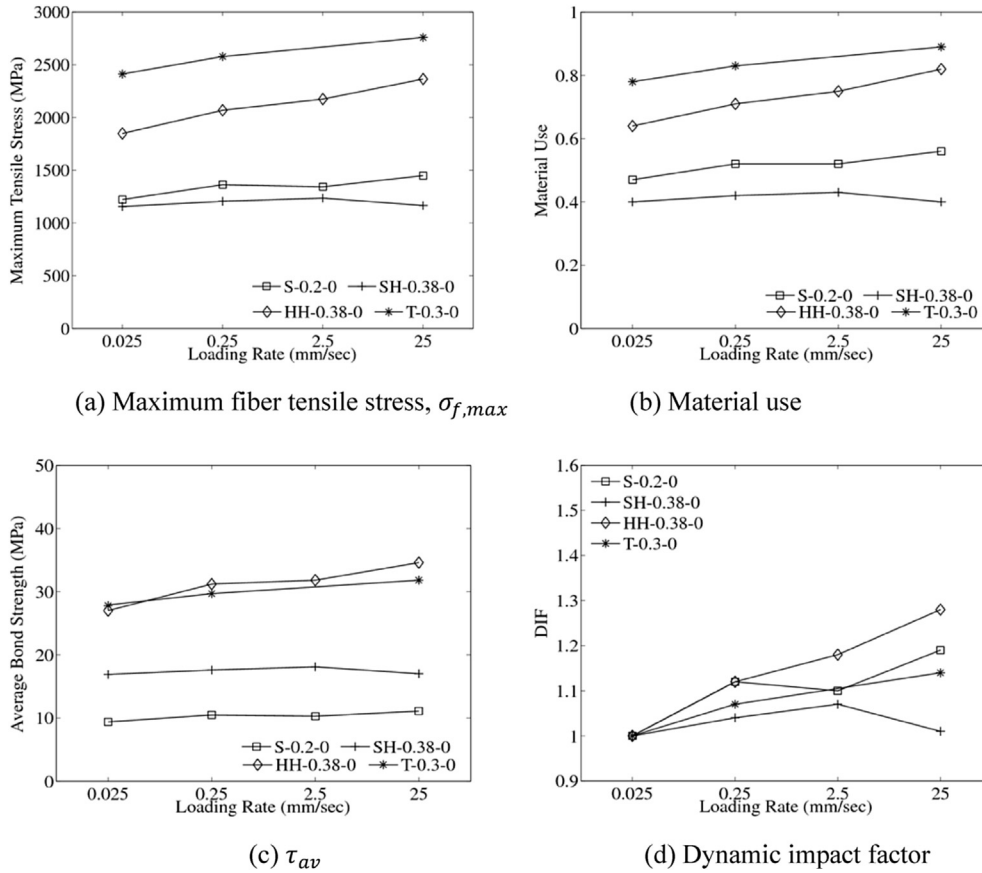 3000
2500
2000
1500
1000
500
0
Maximum Tensile Stress (MPa)
S-0.2-0 SH-0.38-0
HH-0.38-0 T-0.3-0
0.025 0.25 2.5 25
Loading Rate (mm/sec)
(a) Maximum fiber tensile stress, σf,max
1
0.8
0.6
0.4
0.2
0
Material Use
S-0.2-0 SH-0.38-0
HH-0.38-0 T-0.3-0
0.025 0.25 2.5 25
Loading Rate (mm/sec)
(b) Material use
50
40
30
20
10
0
Average Bond Strength (MPa)
S-0.2-0 SH-0.38-0
HH-0.38-0 T-0.3-0
0.025 0.25 2.5 25
Loading Rate (mm/sec)
(c) τav
1.6
1.5
1.4
1.3
1.2
1.1
1
0.9
DIF
S-0.2-0
SH-0.38-0
HH-0.38-0
T-0.3-0
0.025 0.25 2.5 25
Loading Rate (mm/sec)
(d) Dynamic impact factor